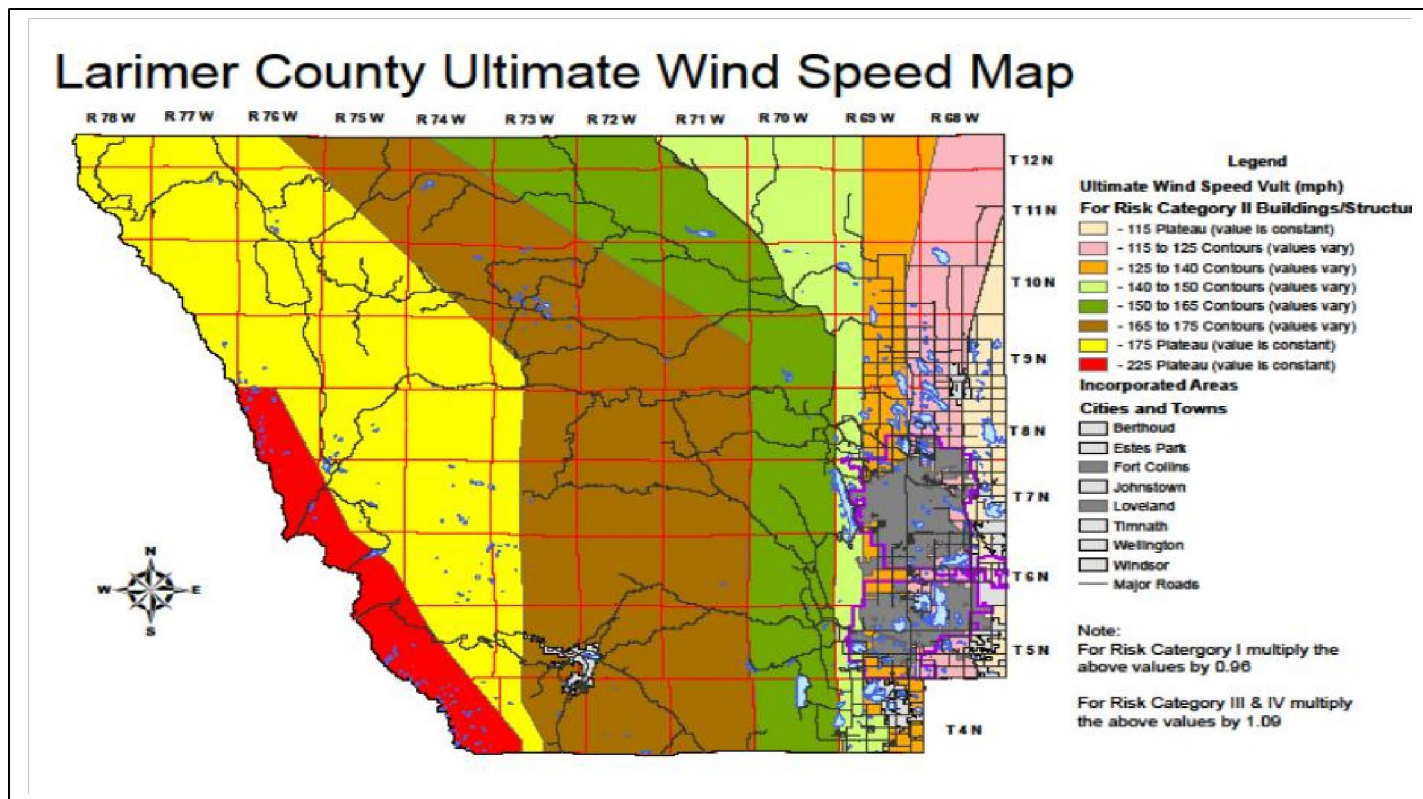 Larimer County Ultimate Wind Speed Map
R 78 W R 77 W R 76 W R 75 W R 74 W R 73 W R 72 W R 71 W R 70 W R 69 W R 68 W
T 12 N
T 11 N
T 10 N
T 9 N
T 8 N
T 7 N
T 6 N
T 5 N
T 4 N
N
W E
S
Legend
Ultimate Wind Speed Vult (mph)
For Risk Category II Buildings/Structur
- 115 Plateau (value is constant)
- 115 to 125 Contours (values vary)
- 125 to 140 Contours (values vary)
- 140 to 150 Contours (values vary)
- 150 to 165 Contours (values vary)
- 165 to 175 Contours (values vary)
- 175 Plateau (value is constant)
- 225 Plateau (value is constant)
Incorporated Areas
Cities and Towns
Berthoud
Estes Park
Fort Collins
Johnstown
Loveland
Timnath
Wellington
Windsor
Major Roads
Note:
For Risk Catergory I multiply the
above values by 0.96
For Risk Category III & IV multiply
the above values by 1.09